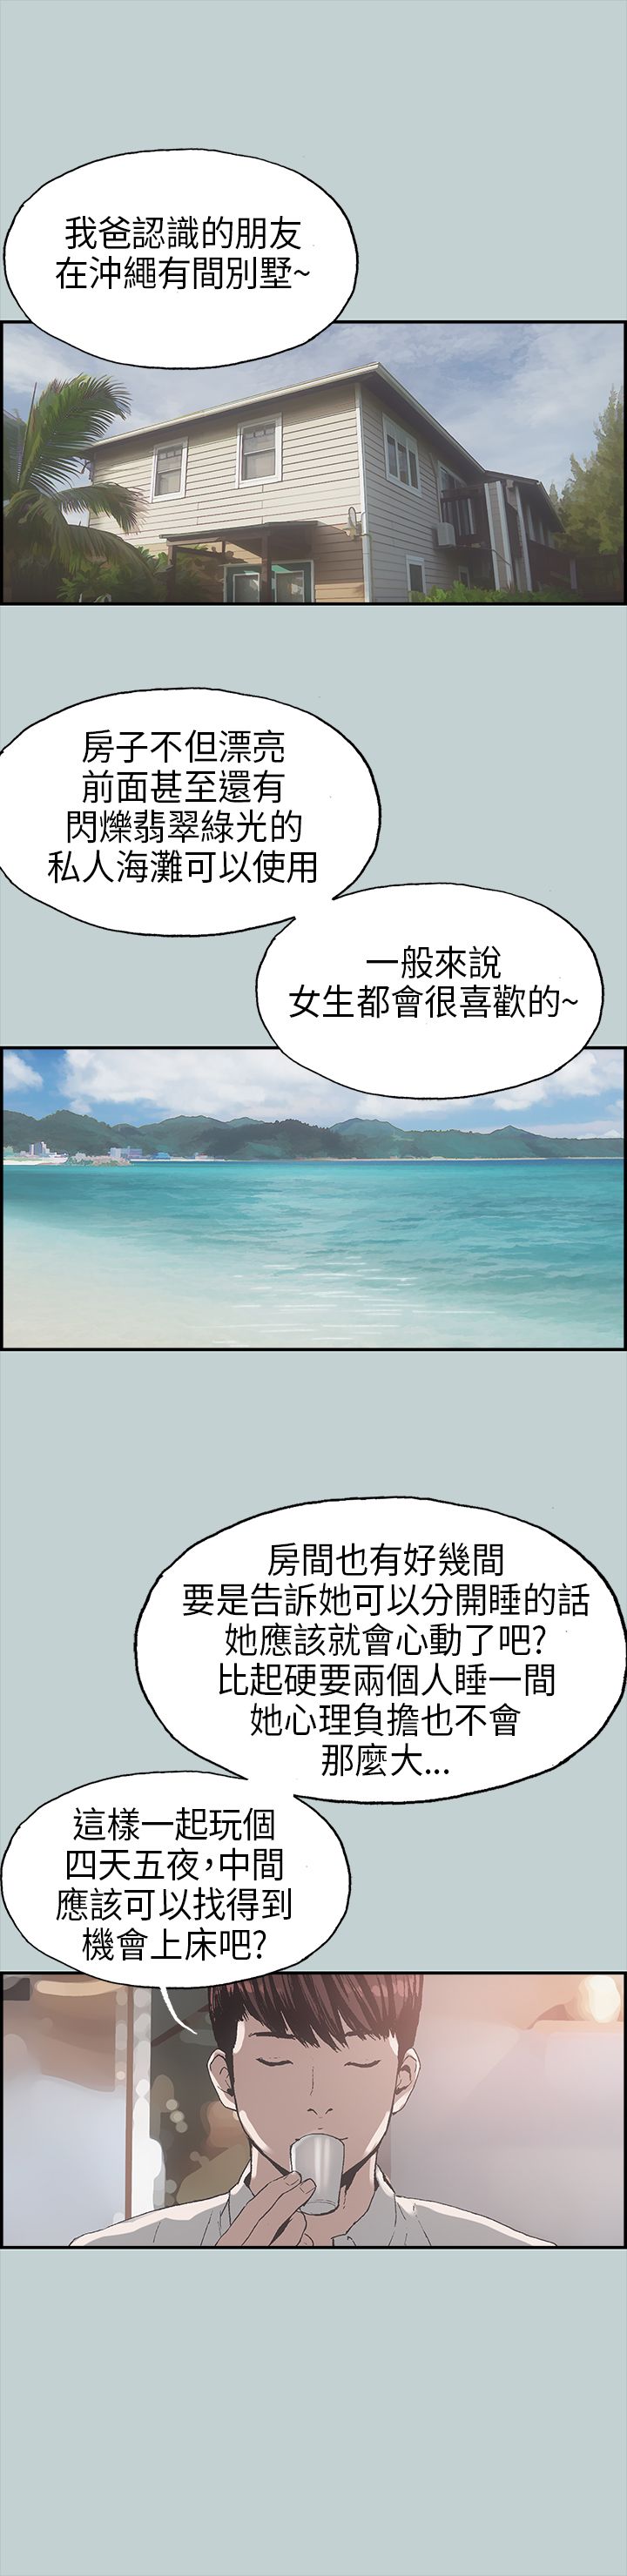 我爸認識的朋友
在沖繩有間別墅~
房子不但漂亮
前面甚至還有
閃爍翡翠綠光的
私人海灘可以使用
一般來說
女生都會很喜歡的~
房間也有好幾間
要是告訴她可以分開睡的話
她應該就會心動了吧?
比起硬要兩個人睡一間
她心理負擔也不會
那麼大...
這樣一起玩個
四天五夜，中間
應該可以找得到
機會上床吧?